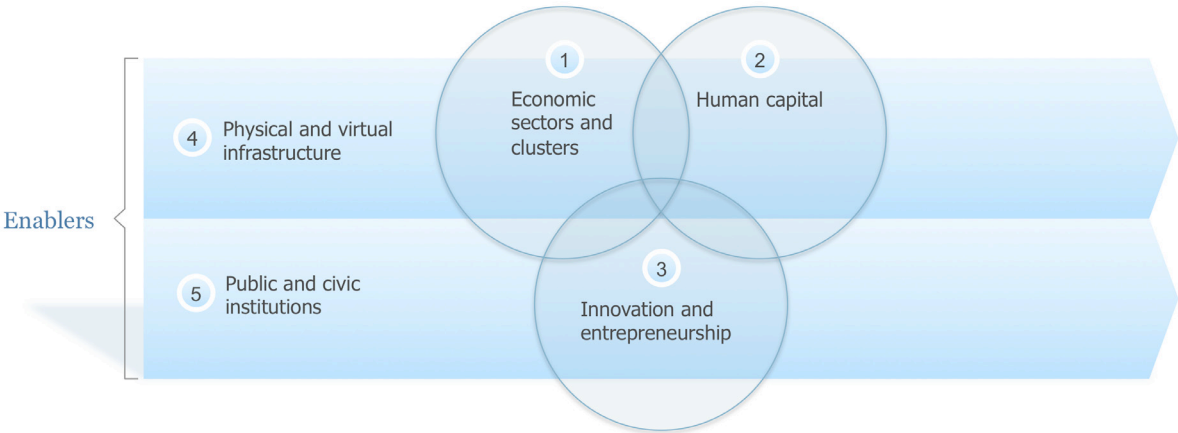 1
Economic
sectors and
clusters
2
Human capital
4
Physical and virtual
infrastructure
Enablers
3
Innovation and
entrepreneurship
5
Public and civic
institutions